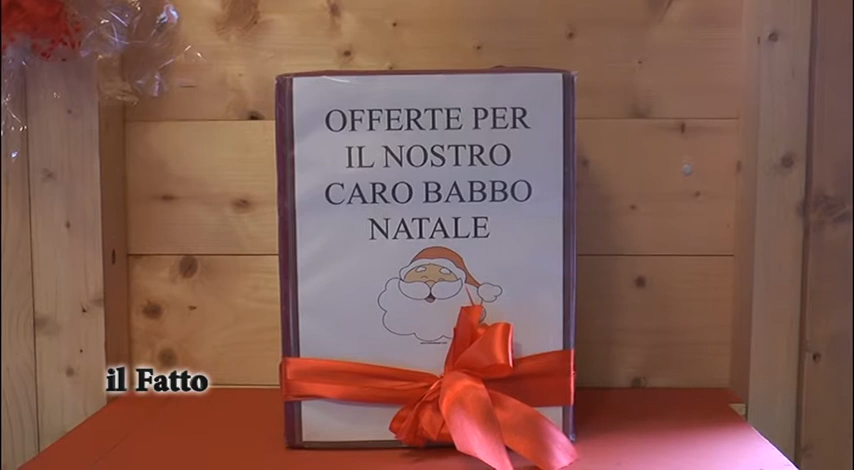 OFFERTE PER
IL NOSTRO
CARO BABBO
NATALE
il Fatto